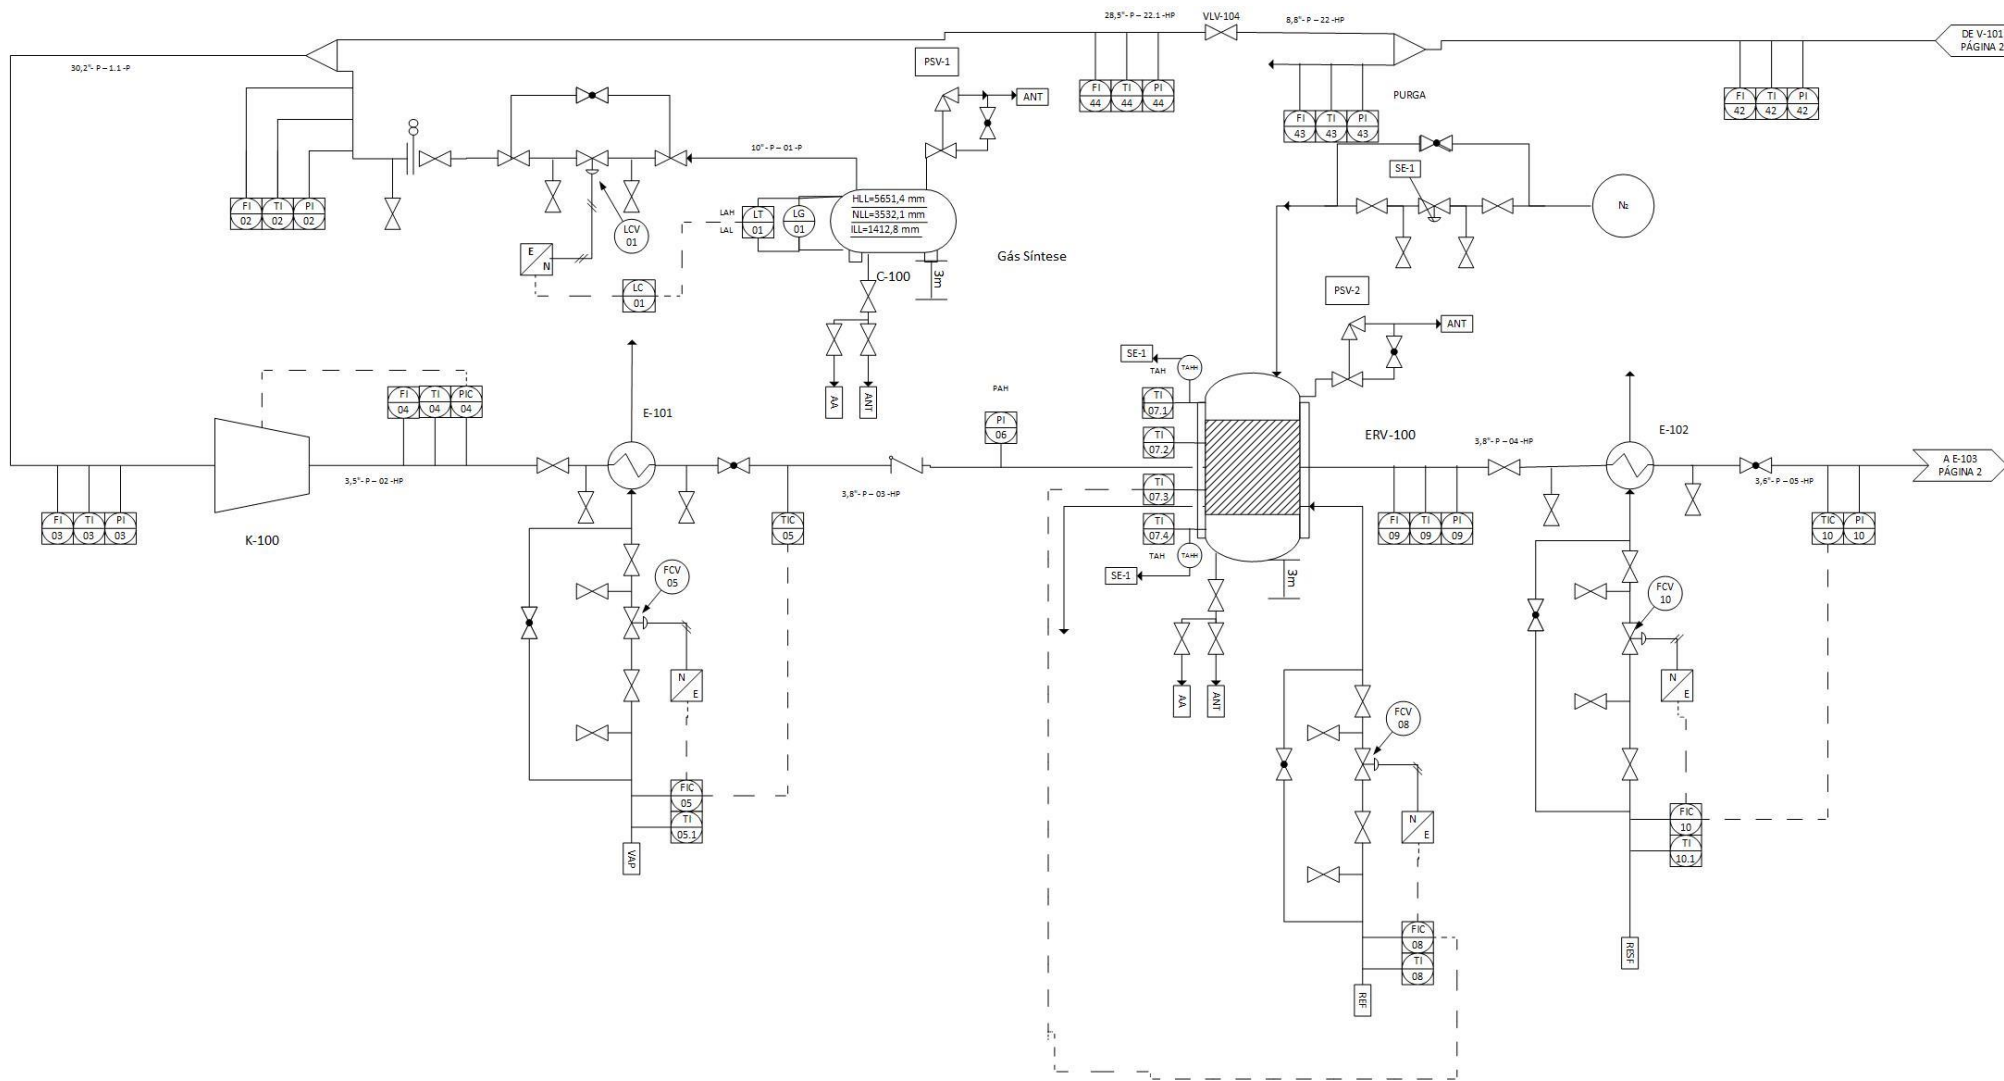 28,5"- P – 22.1 -HP
VLV-104
8,8"- P – 22 -HP
DE V-101
PÁGINA 2
30,2"- P – 1.1 -P
PSV-1
ANT
FI
44
TI
44
PI
44
PURGA
FI
43
TI
43
PI
43
FI
42
TI
42
PI
42
10"- P – 01 -P
SE-1
N₂
FI
02
TI
02
PI
02
LCV
01
LAH
LAL
LT
01
LG
01
HLL=5651,4 mm
NLL=3532,1 mm
ILL=1412,8 mm
E
N
LC
01
C-100
3m
Gás Síntese
PSV-2
ANT
AA
ANT
SE-1
TAH
TAHH
FI
04
TI
04
PIC
04
E-101
PAH
PI
06
TI
07.1
TI
07.2
TI
07.3
TI
07.4
TAH
TAHH
SE-1
ERV-100
3,8"- P – 04 -HP
E-102
A E-103
PÁGINA 2
3,5"- P – 02 -HP
3,8"- P – 03 -HP
3,6"- P – 05 -HP
FI
03
TI
03
PI
03
K-100
TIC
05
FI
09
TI
09
PI
09
TIC
10
PI
10
3m
FCV
05
FCV
10
N
E
AA
ANT
N
E
FCV
08
FIC
05
TI
05.1
VAP
N
E
FIC
10
TI
10.1
FIC
08
TI
08
REF
RESF